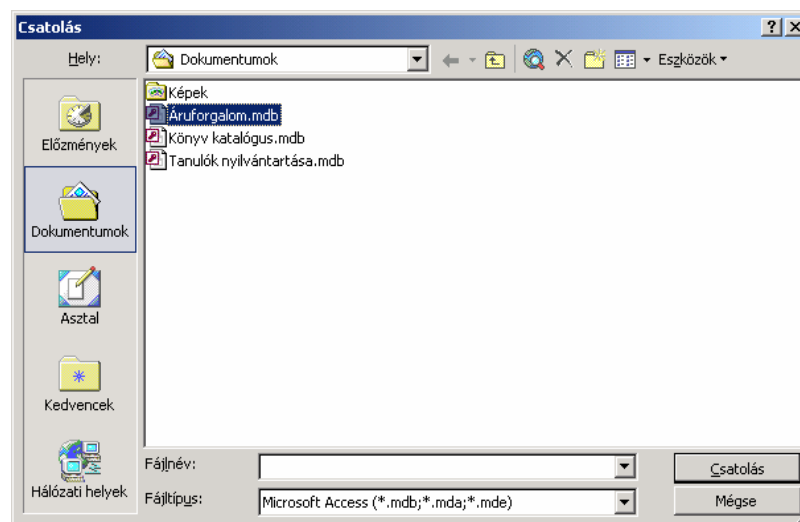 Csatolás
Hely:
Dokumentumok
Eszközök
Előzmények
Dokumentumok
Asztal
Kedvencek
Hálózati helyek
Képek
Áruforgalom.mdb
Könyv katalógus.mdb
Tanulók nyilvántartása.mdb
Fájlnév:
Csatolás
Fájltípus:
Microsoft Access (*.mdb;*.mda;*.mde)
Mégse